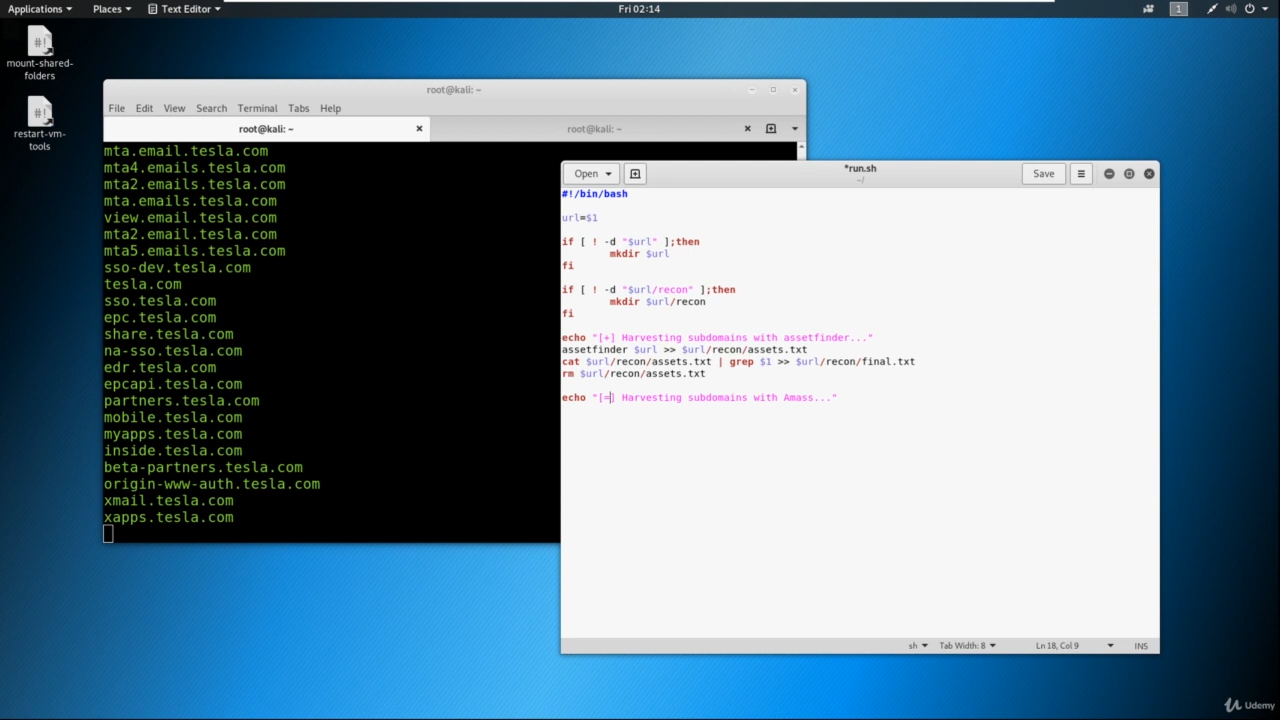 Applications Places Text Editor Fri 02:14 1
mount-shared-
folders
restart-vm-
tools
root@kali: ~
File Edit View Search Terminal Tabs Help
root@kali: ~ root@kali: ~
mta.email.tesla.com
mta4.emails.tesla.com
mta2.emails.tesla.com
mta.emails.tesla.com
view.email.tesla.com
mta2.email.tesla.com
mta5.emails.tesla.com
sso-dev.tesla.com
tesla.com
sso.tesla.com
epc.tesla.com
share.tesla.com
na-sso.tesla.com
edr.tesla.com
epcapi.tesla.com
partners.tesla.com
mobile.tesla.com
myapps.tesla.com
inside.tesla.com
beta-partners.tesla.com
origin-www-auth.tesla.com
xmail.tesla.com
xapps.tesla.com
Open *run.sh Save
~/
#!/bin/bash
url=$1
if [ ! -d "$url" ];then
mkdir $url
fi
if [ ! -d "$url/recon" ];then
mkdir $url/recon
fi
echo "[+] Harvesting subdomains with assetfinder..."
assetfinder $url >> $url/recon/assets.txt
cat $url/recon/assets.txt | grep $1 >> $url/recon/final.txt
rm $url/recon/assets.txt
echo "[=] Harvesting subdomains with Amass..."
sh Tab Width: 8 Ln 18, Col 9 INS
Udemy